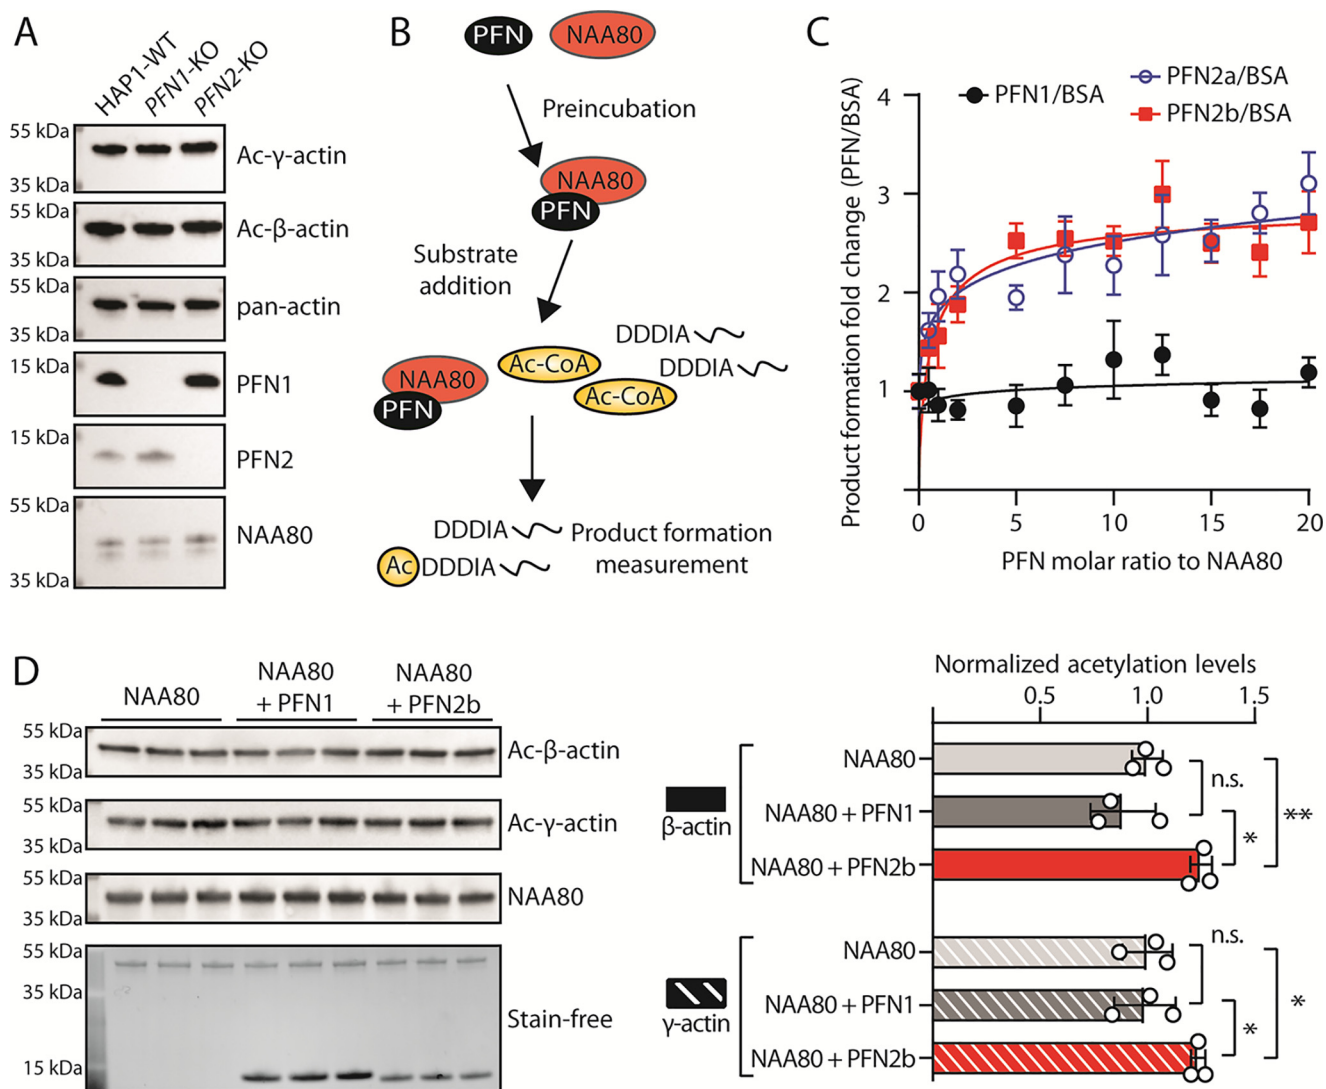 A
HAP1-WT
PFN1-KO
PFN2-KO
55 kDa
35 kDa
Ac-γ-actin
55 kDa
35 kDa
Ac-β-actin
55 kDa
35 kDa
pan-actin
15 kDa
PFN1
15 kDa
PFN2
55 kDa
35 kDa
NAA80
B
PFN
NAA80
Preincubation
NAA80
PFN
Substrate
addition
DDDIA
DDDIA
Ac-CoA
Ac-CoA
NAA80
PFN
DDDIA
Ac DDDIA
Product formation
measurement
C
PFN1/BSA
PFN2a/BSA
PFN2b/BSA
Product formation fold change (PFN/BSA)
4
3
2
1
0 5 10 15 20
PFN molar ratio to NAA80
D
NAA80
NAA80
+ PFN1
NAA80
+ PFN2b
55 kDa
35 kDa
Ac-β-actin
55 kDa
35 kDa
Ac-γ-actin
55 kDa
35 kDa
NAA80
55 kDa
35 kDa
15 kDa
Stain-free
Normalized acetylation levels
0.5 1.0 1.5
β-actin
NAA80
NAA80 + PFN1
NAA80 + PFN2b
n.s.
*
**
γ-actin
NAA80
NAA80 + PFN1
NAA80 + PFN2b
n.s.
*
*